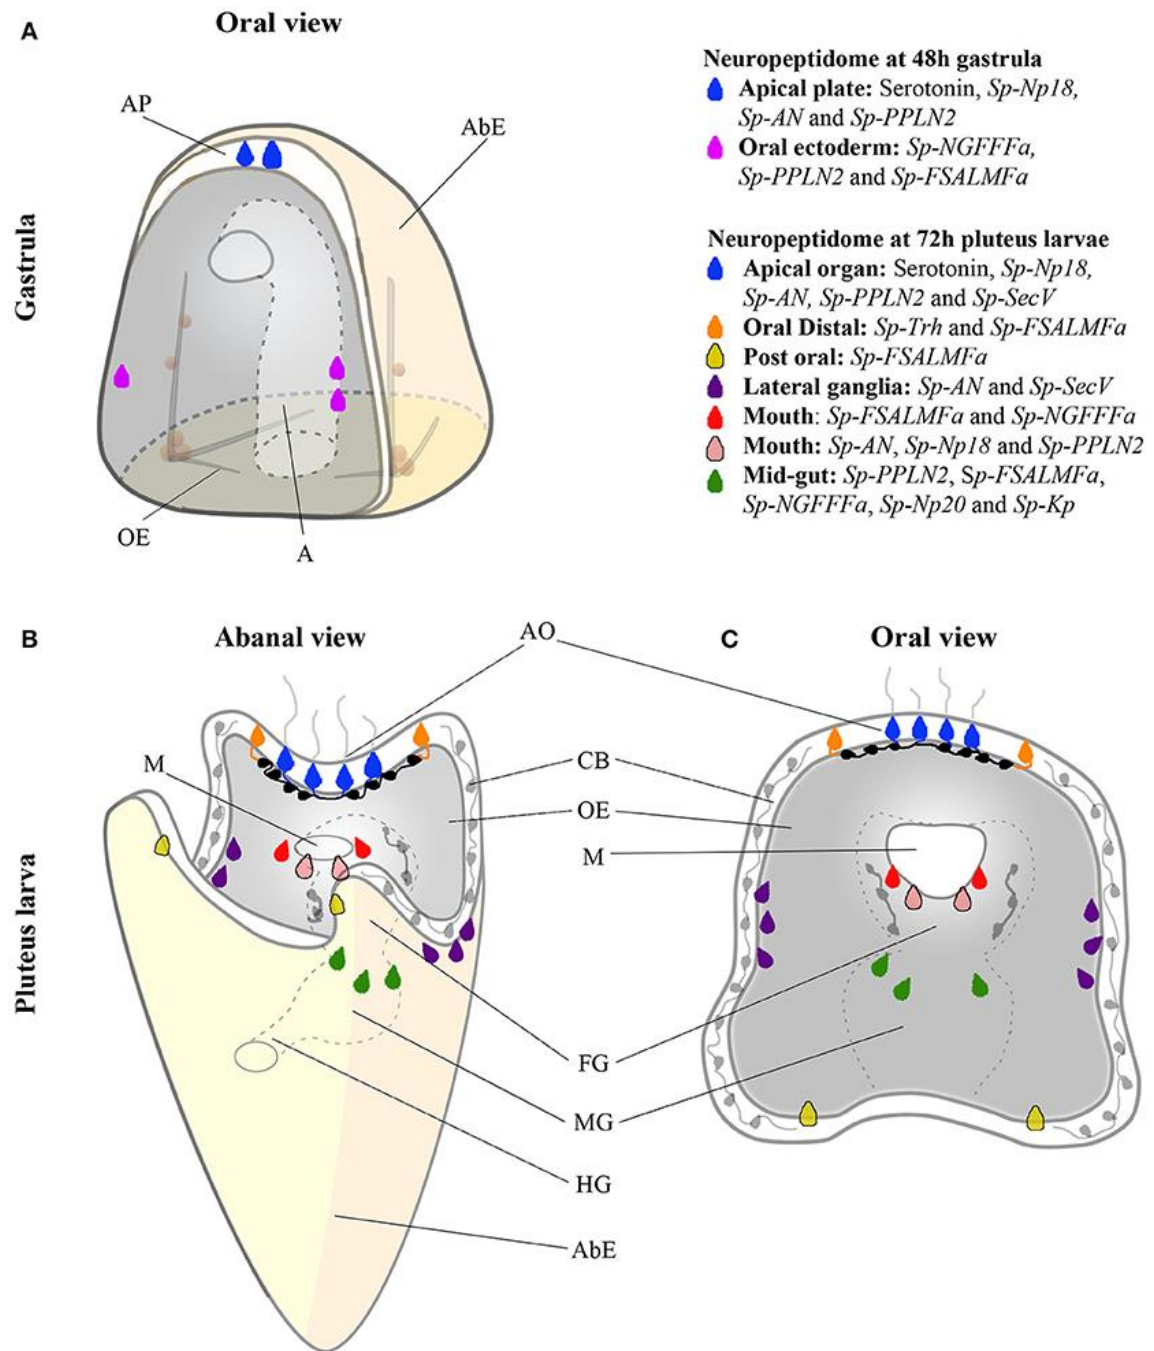 A
Oral view
AP
AbE
Gastrula
OE
A
Neuropeptidome at 48h gastrula
Apical plate: Serotonin, Sp-Np18,
Sp-AN and Sp-PPLN2
Oral ectoderm: Sp-NGFFFa,
Sp-PPLN2 and Sp-FSALMFa
Neuropeptidome at 72h pluteus larvae
Apical organ: Serotonin, Sp-Np18,
Sp-AN, Sp-PPLN2 and Sp-SecV
Oral Distal: Sp-Trh and Sp-FSALMFa
Post oral: Sp-FSALMFa
Lateral ganglia: Sp-AN and Sp-SecV
Mouth: Sp-FSALMFa and Sp-NGFFFa
Mouth: Sp-AN, Sp-Np18 and Sp-PPLN2
Mid-gut: Sp-PPLN2, Sp-FSALMFa,
Sp-NGFFFa, Sp-Np20 and Sp-Kp
B
Abanal view
AO
C
Oral view
M
CB
OE
M
Pluteus larva
FG
MG
HG
AbE